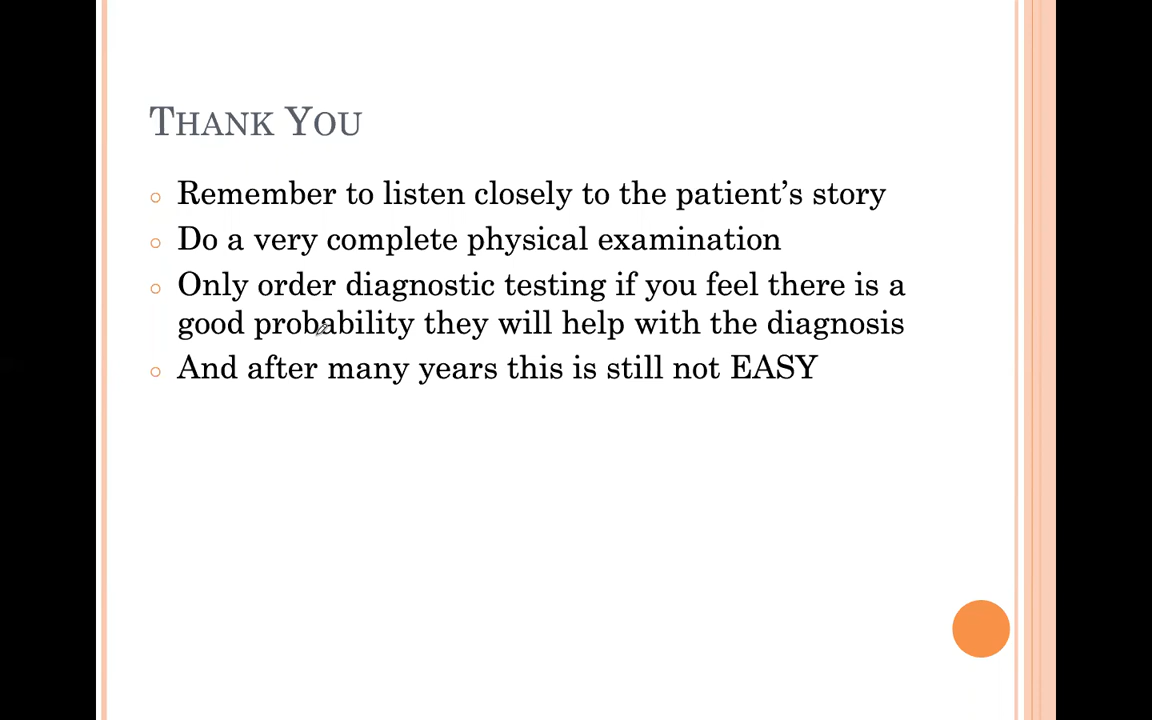 THANK YOU
Remember to listen closely to the patient’s story
Do a very complete physical examination
Only order diagnostic testing if you feel there is a
good probability they will help with the diagnosis
And after many years this is still not EASY